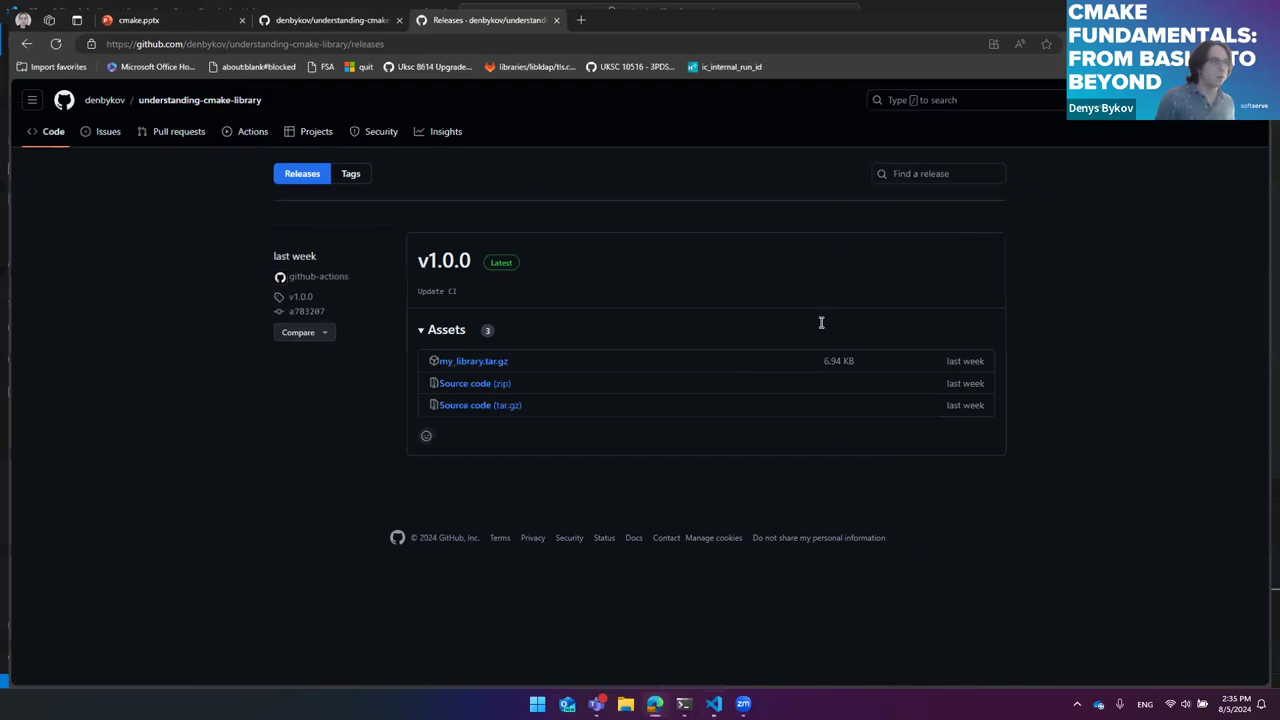 cmake.pptx
denbykov/understanding-cmake-
Releases · denbykov/understandi
https://github.com/denbykov/understanding-cmake-library/releases
Import favorites
Microsoft Office Ho...
about:blank#blocked
FSA
quip
Uksc 8614 Upgrade...
libraries/libldap/tls.c...
UKSC 10516 - 3PDS...
ic_internal_run_id
CMAKE
FUNDAMENTALS:
FROM BAS TO
BEYOND
Denys Bykov
softserve
denbykov / understanding-cmake-library
Type / to search
Code
Issues
Pull requests
Actions
Projects
Security
Insights
Releases
Tags
Find a release
last week
github-actions
v1.0.0
a783207
Compare
v1.0.0
Latest
Update CI
Assets 3
my_library.tar.gz 6.94 KB last week
Source code (zip) last week
Source code (tar.gz) last week
© 2024 GitHub, Inc. Terms Privacy Security Status Docs Contact Manage cookies Do not share my personal information
zm
ENG
2:35 PM
8/5/2024